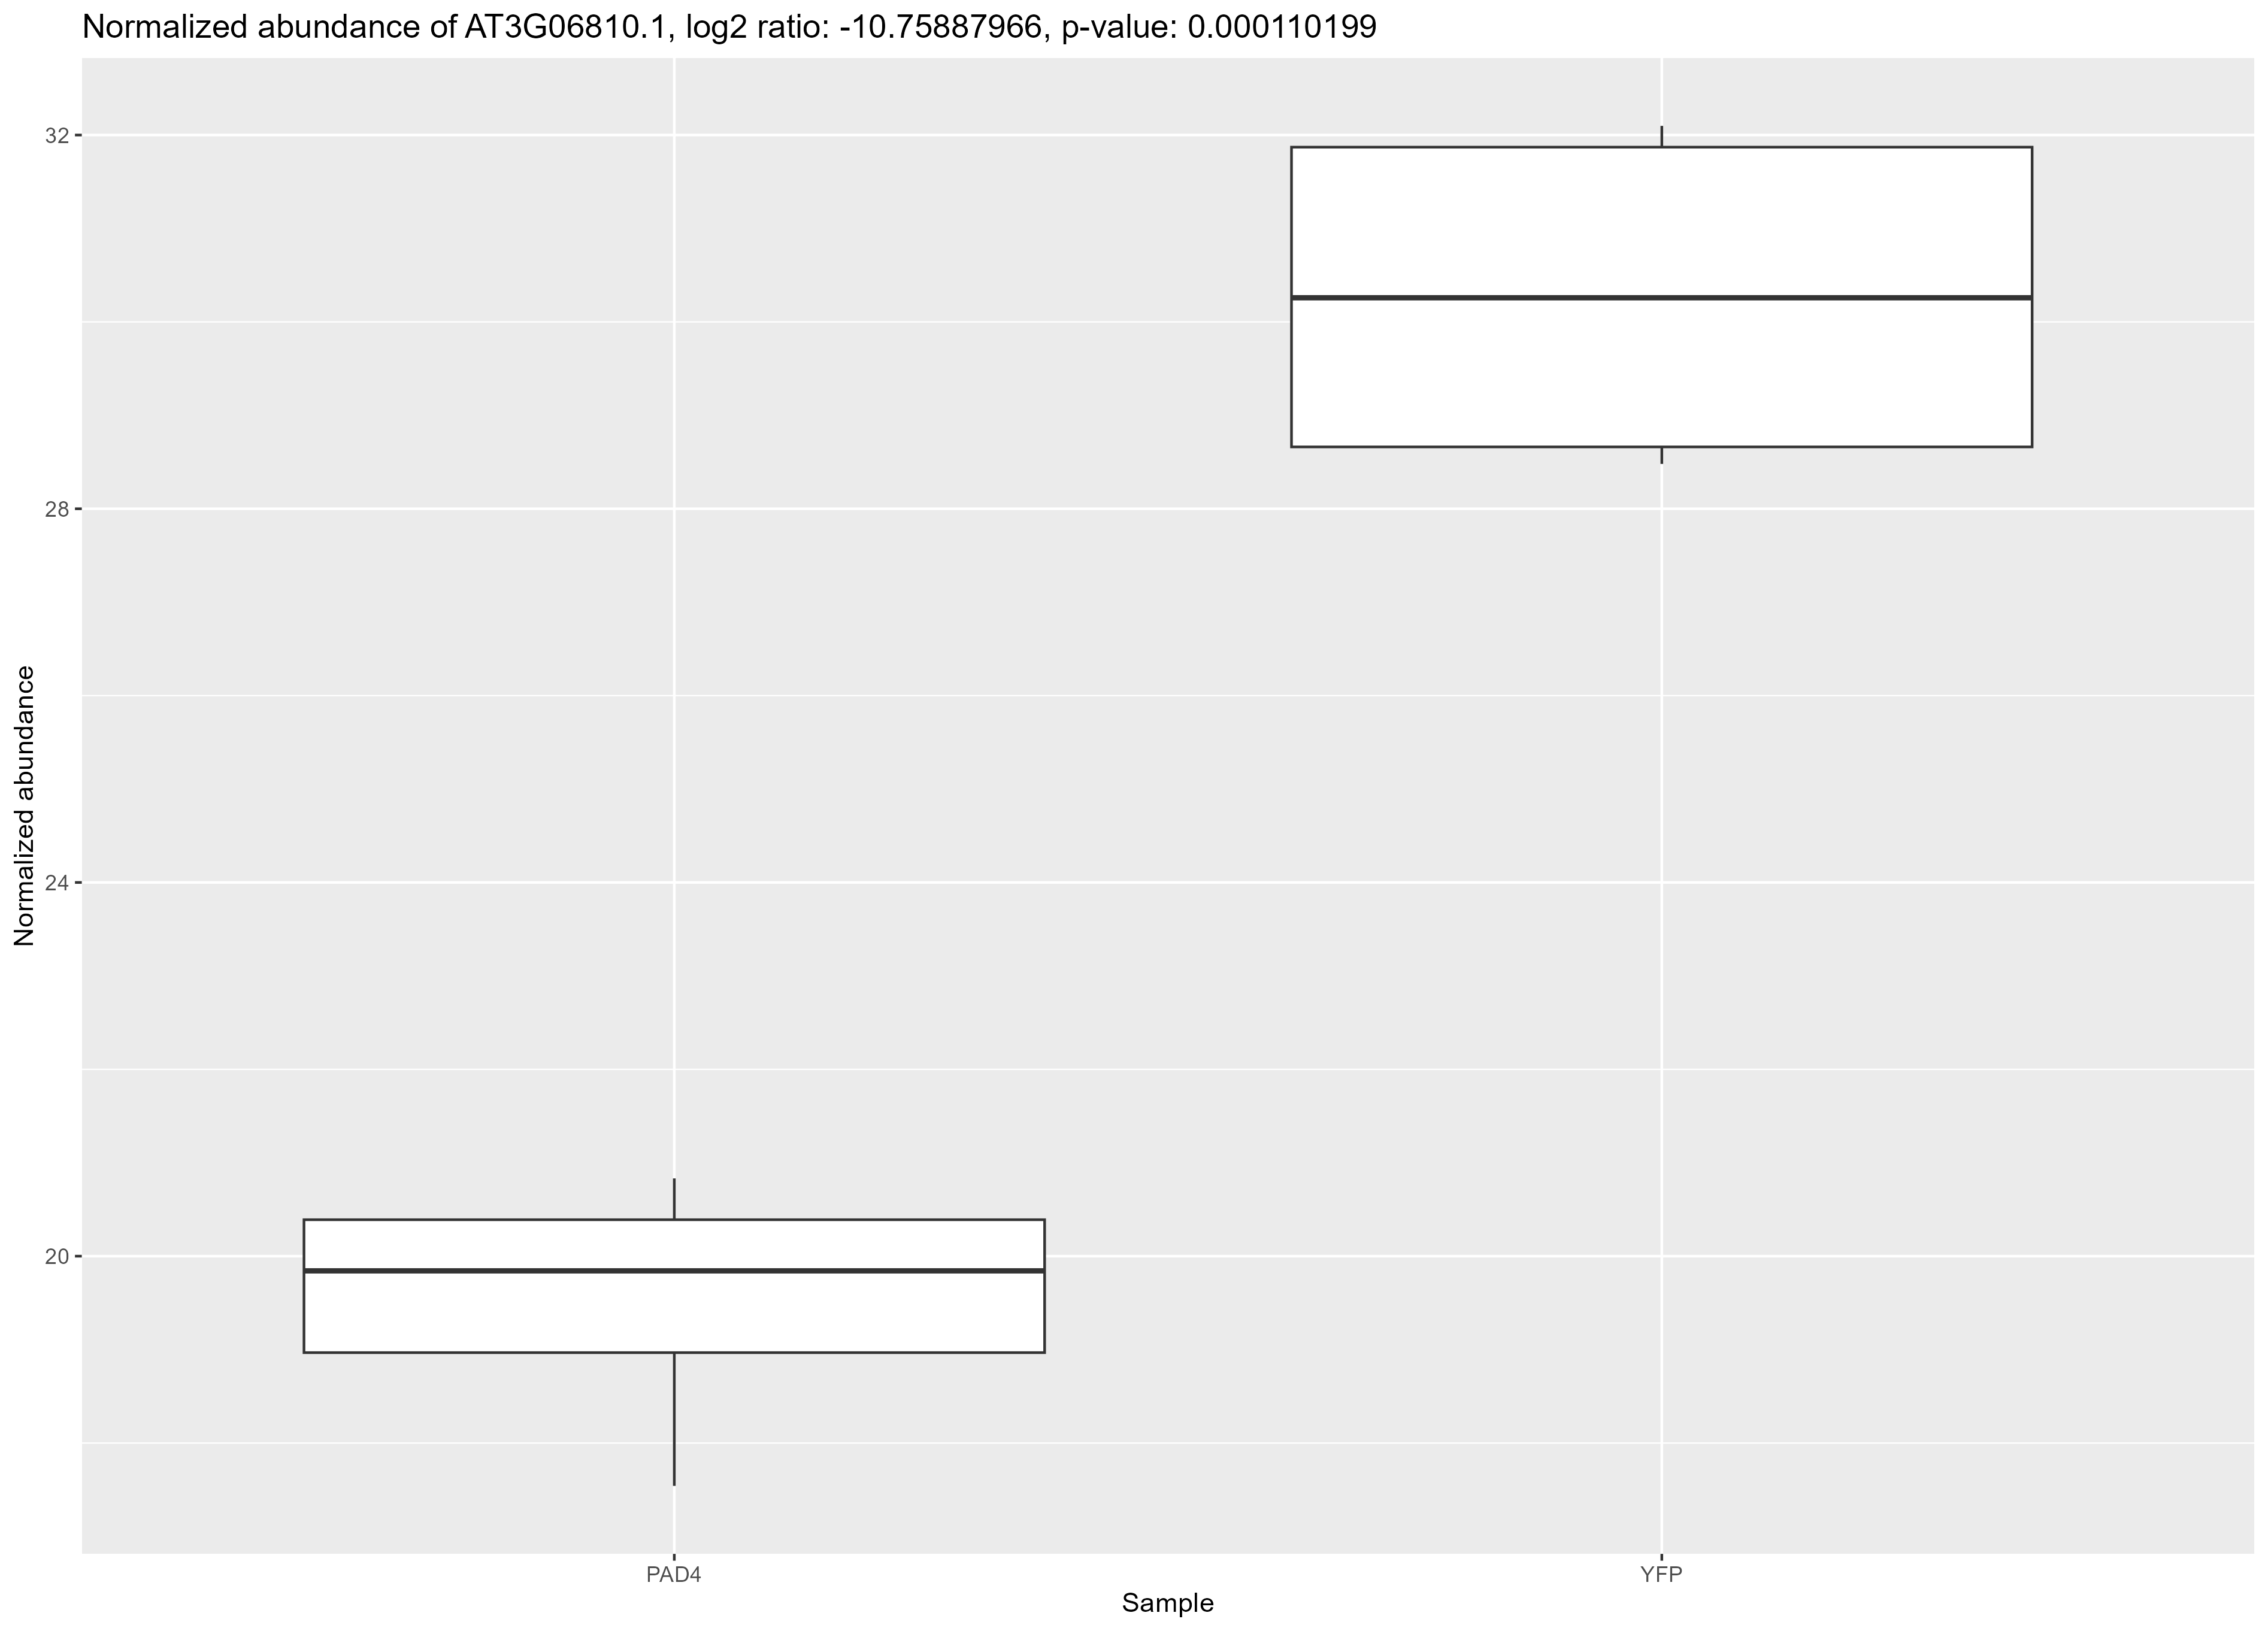 Normalized abundance of AT3G06810.1, log2 ratio: -10.75887966, p-value: 0.000110199
Normalized abundance
32
28
24
20
PAD4
YFP
Sample